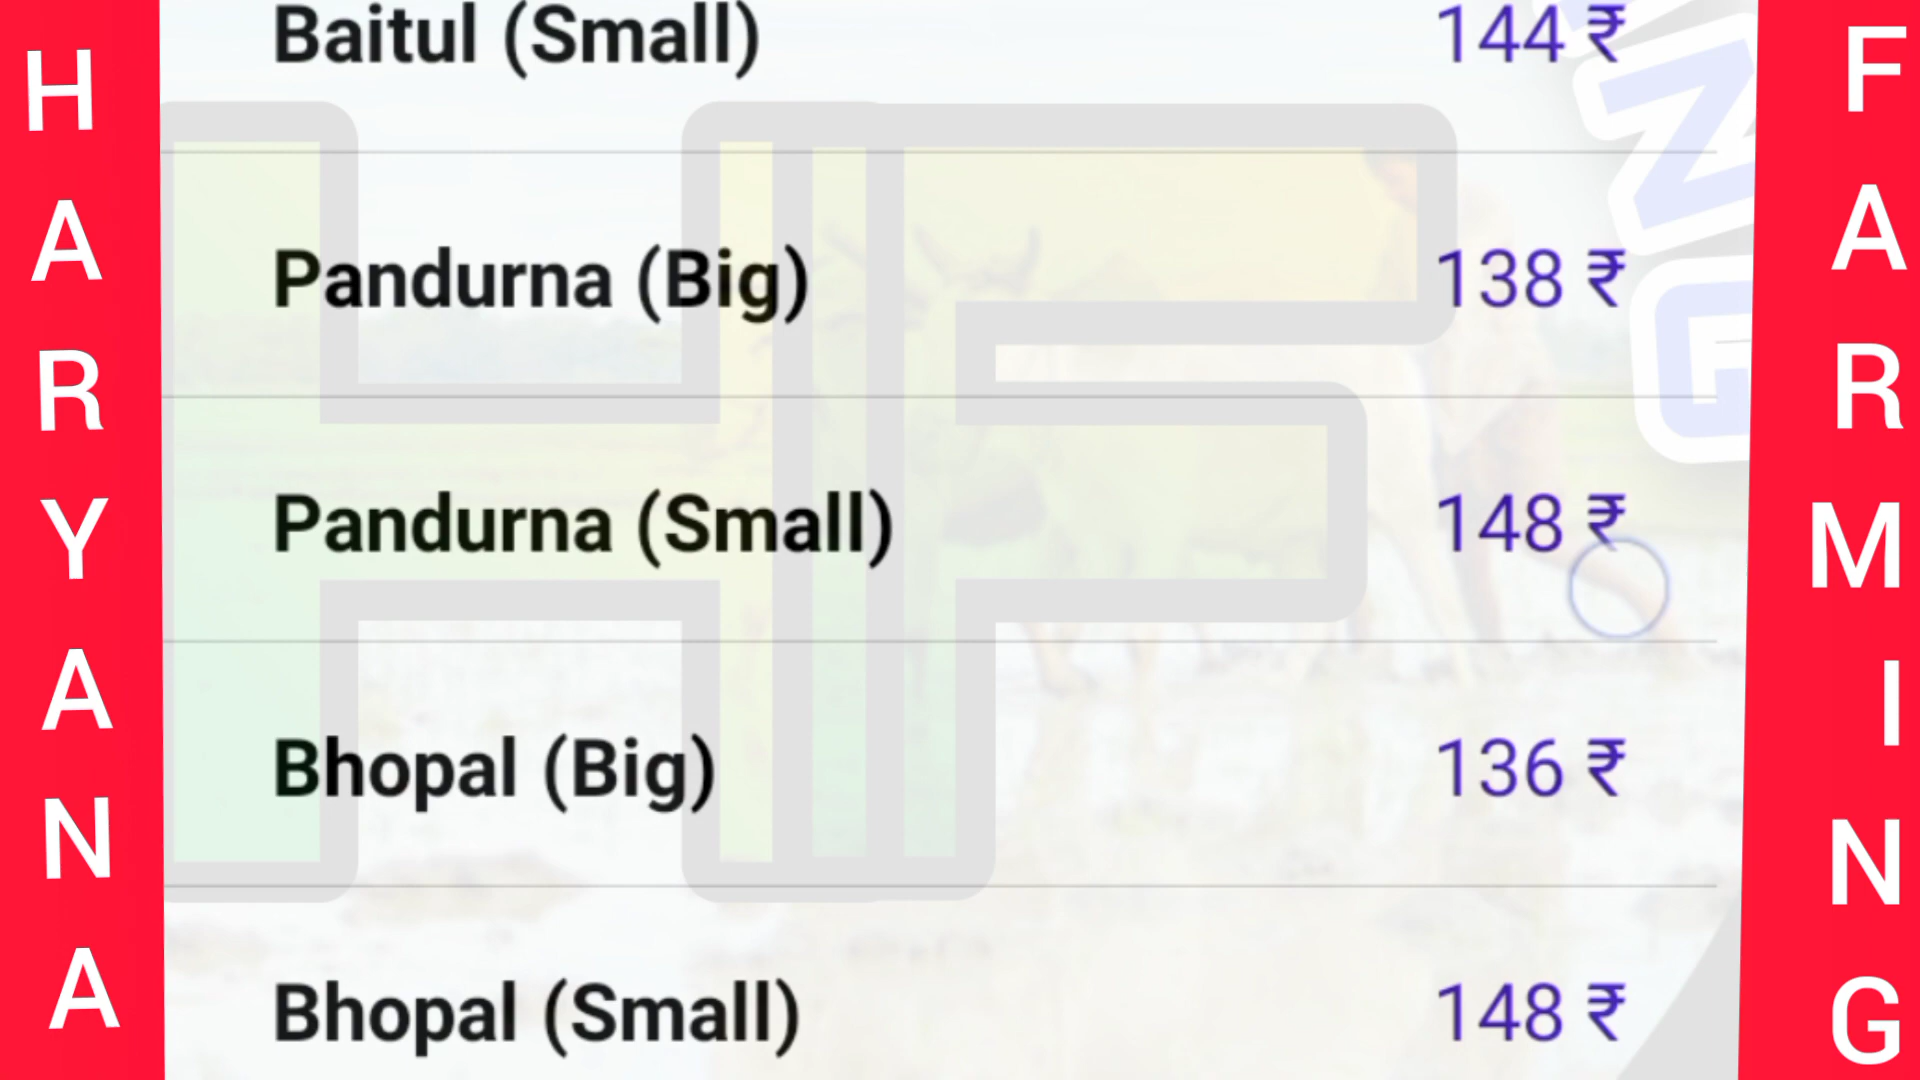 HARYANA
Baitul (Small) 144 ₹
Pandurna (Big) 138 ₹
Pandurna (Small) 148 ₹
Bhopal (Big) 136 ₹
Bhopal (Small) 148 ₹
FARMING